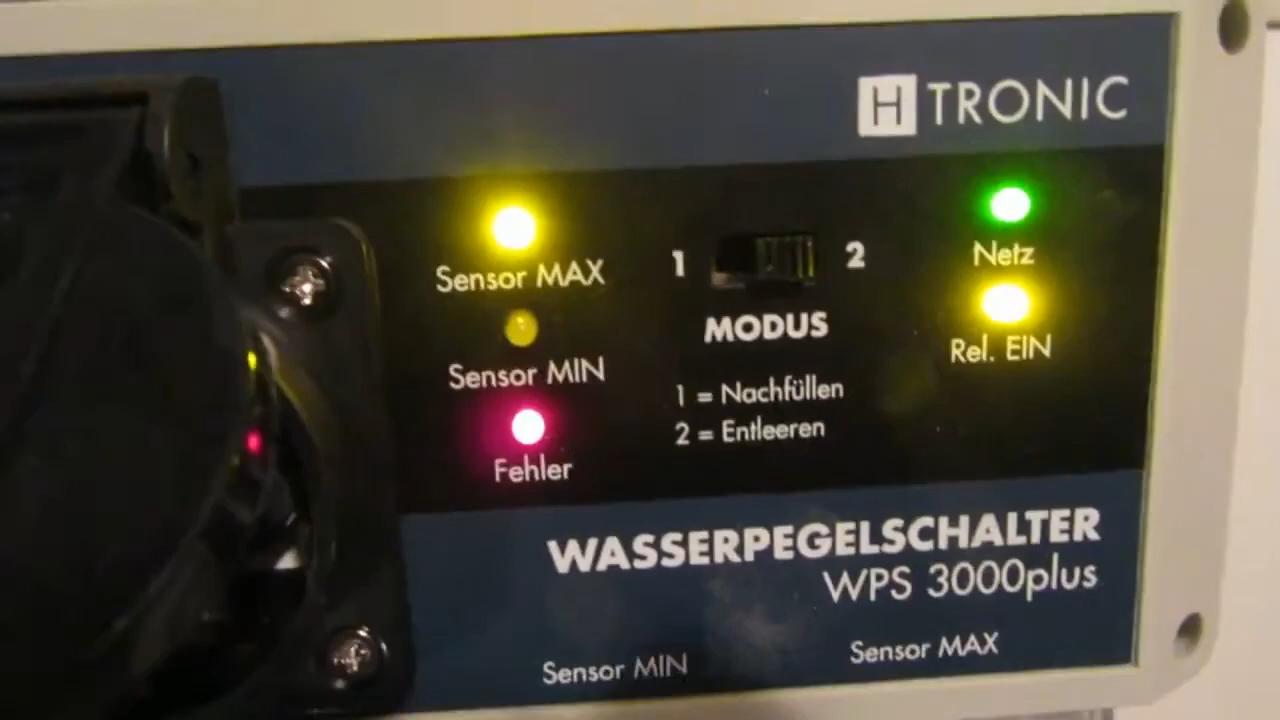 H TRONIC
Sensor MAX
1 2
Netz
MODUS
Rel. EIN
Sensor MIN
1 = Nachfüllen
2 = Entleeren
Fehler
WASSERPEGELSCHALTER
WPS 3000plus
Sensor MIN
Sensor MAX